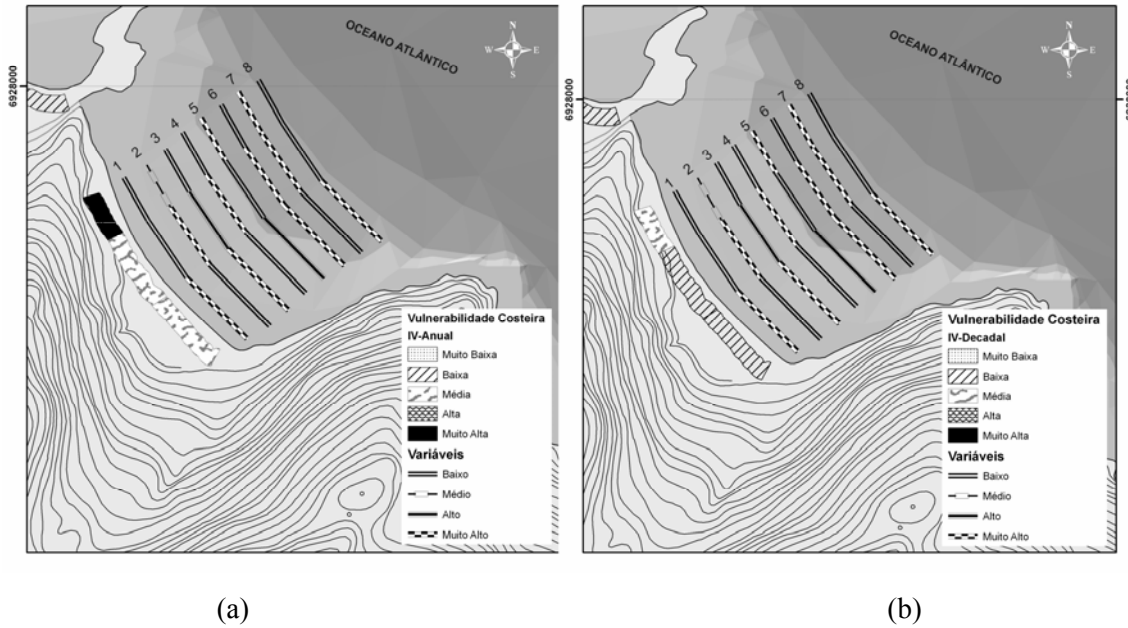 OCEANO ATLÂNTICO
N
W E
S
6928000
1 2 3 4 5 6 7 8
Vulnerabilidade Costeira
IV-Anual
Muito Baixa
Baixa
Média
Alta
Muito Alta
Variáveis
Baixo
Médio
Alto
Muito Alto
(a)
OCEANO ATLÂNTICO
N
W E
S
6928000
6928000
1 2 3 4 5 6 7 8
Vulnerabilidade Costeira
IV-Decadal
Muito Baixa
Baixa
Média
Alta
Muito Alta
Variáveis
Baixo
Médio
Alto
Muito Alto
(b)